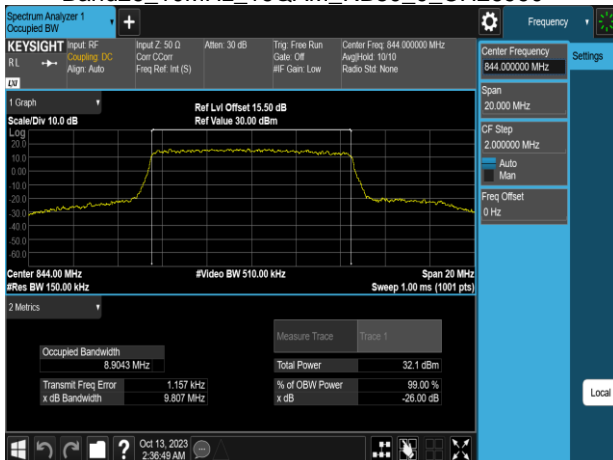 Spectrum Analyzer 1
Occupied BW
Frequency
KEYSIGHT
RL
LXI
Input: RF
Coupling: DC
Align: Auto
Input Z: 50 Ω
Corr CCorr
Freq Ref: Int (S)
Atten: 30 dB
Trig: Free Run
Gate: Off
#IF Gain: Low
Center Freq: 844.000000 MHz
Avg|Hold: 10/10
Radio Std: None
Center Frequency
844.000000 MHz
Settings
Span
20.000 MHz
CF Step
2.000000 MHz
Auto
Man
Freq Offset
0 Hz
Local
1 Graph
Scale/Div 10.0 dB
Ref Lvl Offset 15.50 dB
Ref Value 30.00 dBm
Log
20.0
10.0
0.00
-10.0
-20.0
-30.0
-40.0
-50.0
-60.0
Center 844.00 MHz
#Video BW 510.00 kHz
Span 20 MHz
#Res BW 150.00 kHz
Sweep 1.00 ms (1001 pts)
2 Metrics
Measure Trace
Trace 1
Occupied Bandwidth
8.9043 MHz
Total Power
32.1 dBm
Transmit Freq Error
1.157 kHz
% of OBW Power
99.00 %
x dB Bandwidth
9.807 MHz
x dB
-26.00 dB
?
Oct 13, 2023
2:36:49 AM